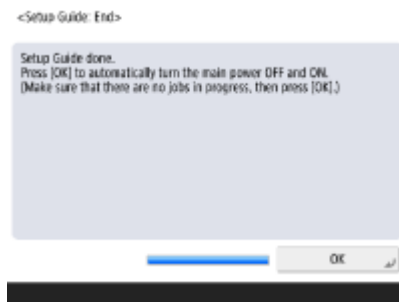 <Setup Guide: End>
Setup Guide done.
Press [OK] to automatically turn the main power OFF and ON.
(Make sure that there are no jobs in progress, then press [OK].)
OK